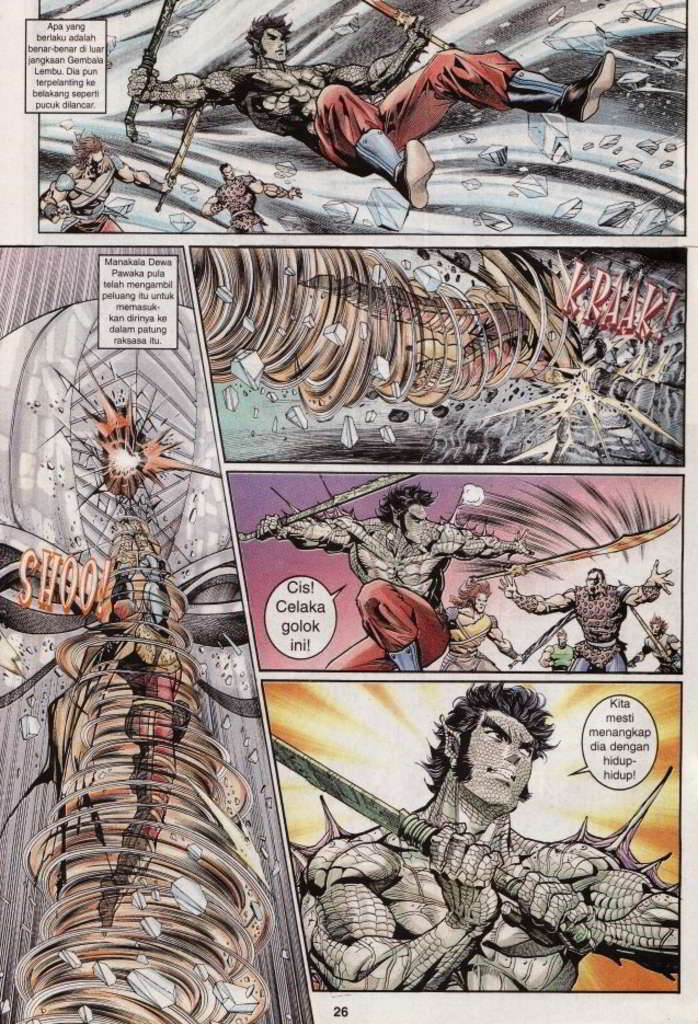 Apa yang
berlaku adalah
benar-benar di luar
jangkaan Gembala
Lembu. Dia pun
terpelanting ke
belakang seperti
pucuk dilancar.
Manakala Dewa
Pawaka pula
telah mengambil
peluang itu untuk
memasuk-
kan dirinya ke
dalam patung
raksasa itu.
KRAAK!
SWOOO!
Cis!
Celaka
golok
ini!
Kita
mesti
menangkap
dia dengan
hidup-
hidup!
26